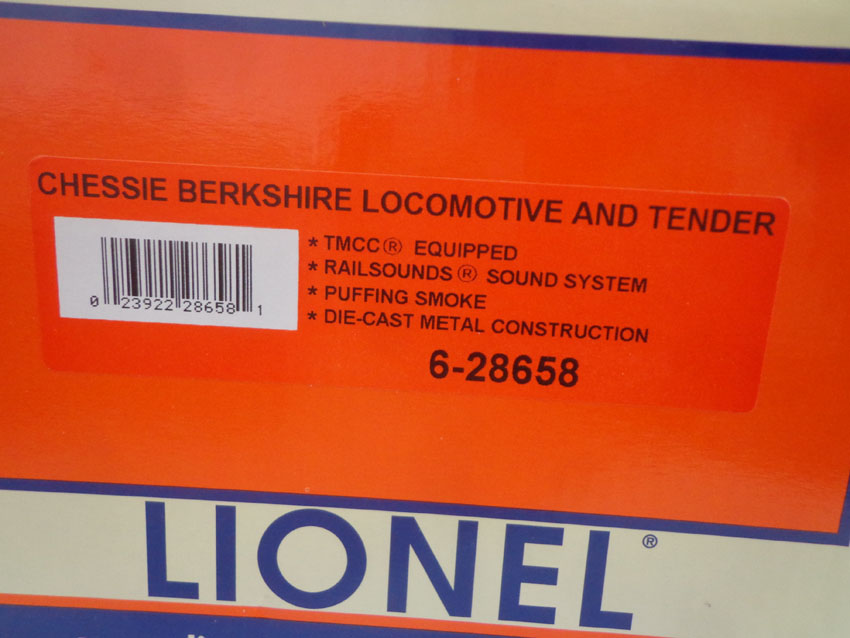 CHESSIE BERKSHIRE LOCOMOTIVE AND TENDER
* TMCC® EQUIPPED
* RAILSOUNDS® SOUND SYSTEM
* PUFFING SMOKE
* DIE-CAST METAL CONSTRUCTION
0 23922 28658 1
6-28658
LIONEL®